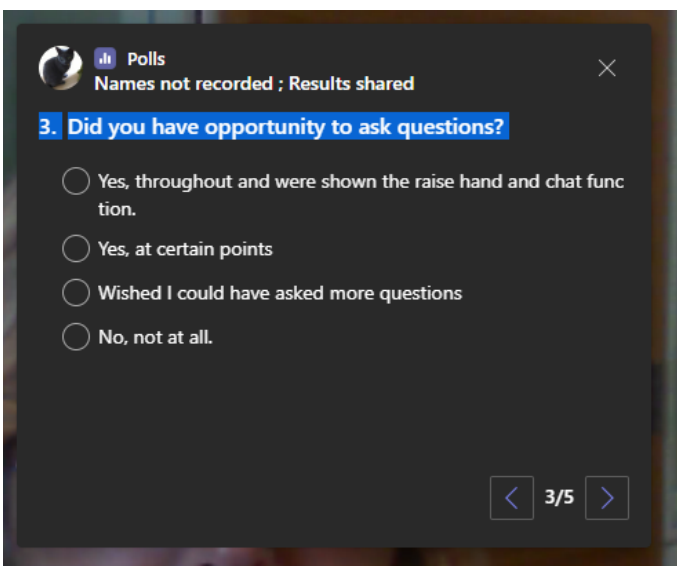 Polls
Names not recorded ; Results shared
3. Did you have opportunity to ask questions?
Yes, throughout and were shown the raise hand and chat func
tion.
Yes, at certain points
Wished I could have asked more questions
No, not at all.
3/5